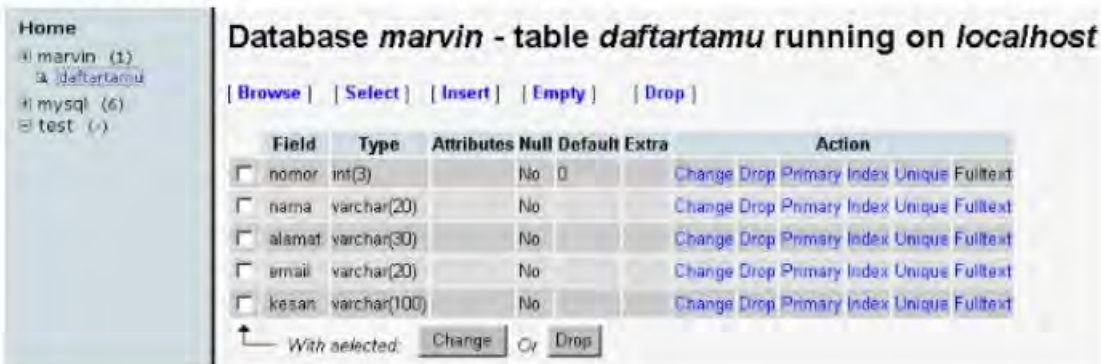 Home
marvin (1)
daftartamu
mysql (6)
test (-)
Database marvin - table daftartamu running on localhost
[ Browse ] [ Select ] [ Insert ] [ Empty ] [ Drop ]
Field Type Attributes Null Default Extra Action
nomor int(3) No 0 Change Drop Primary Index Unique Fulltext
nama varchar(20) No Change Drop Primary Index Unique Fulltext
alamat varchar(30) No Change Drop Primary Index Unique Fulltext
email varchar(20) No Change Drop Primary Index Unique Fulltext
kesan varchar(100) No Change Drop Primary Index Unique Fulltext
With selected: Change Or Drop